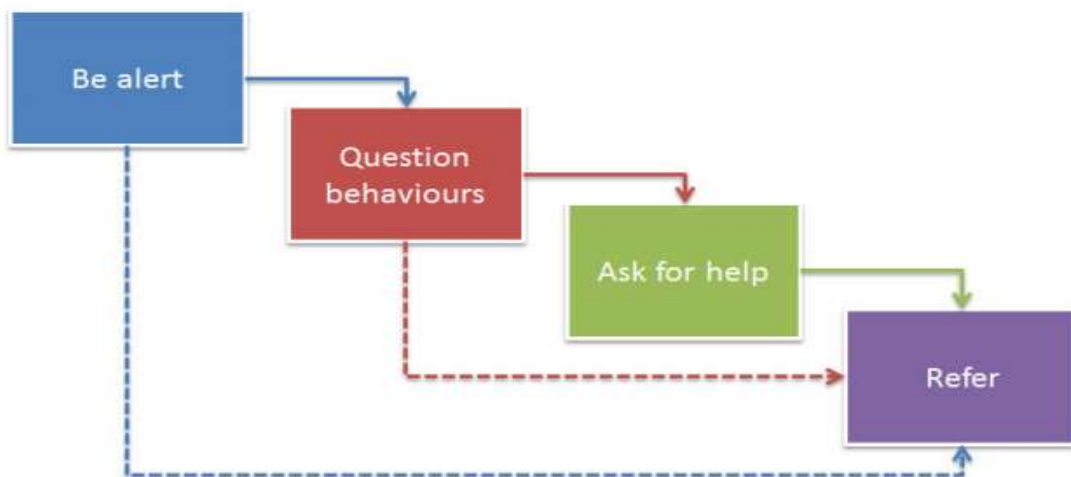 Be alert
Question
behaviours
Ask for help
Refer